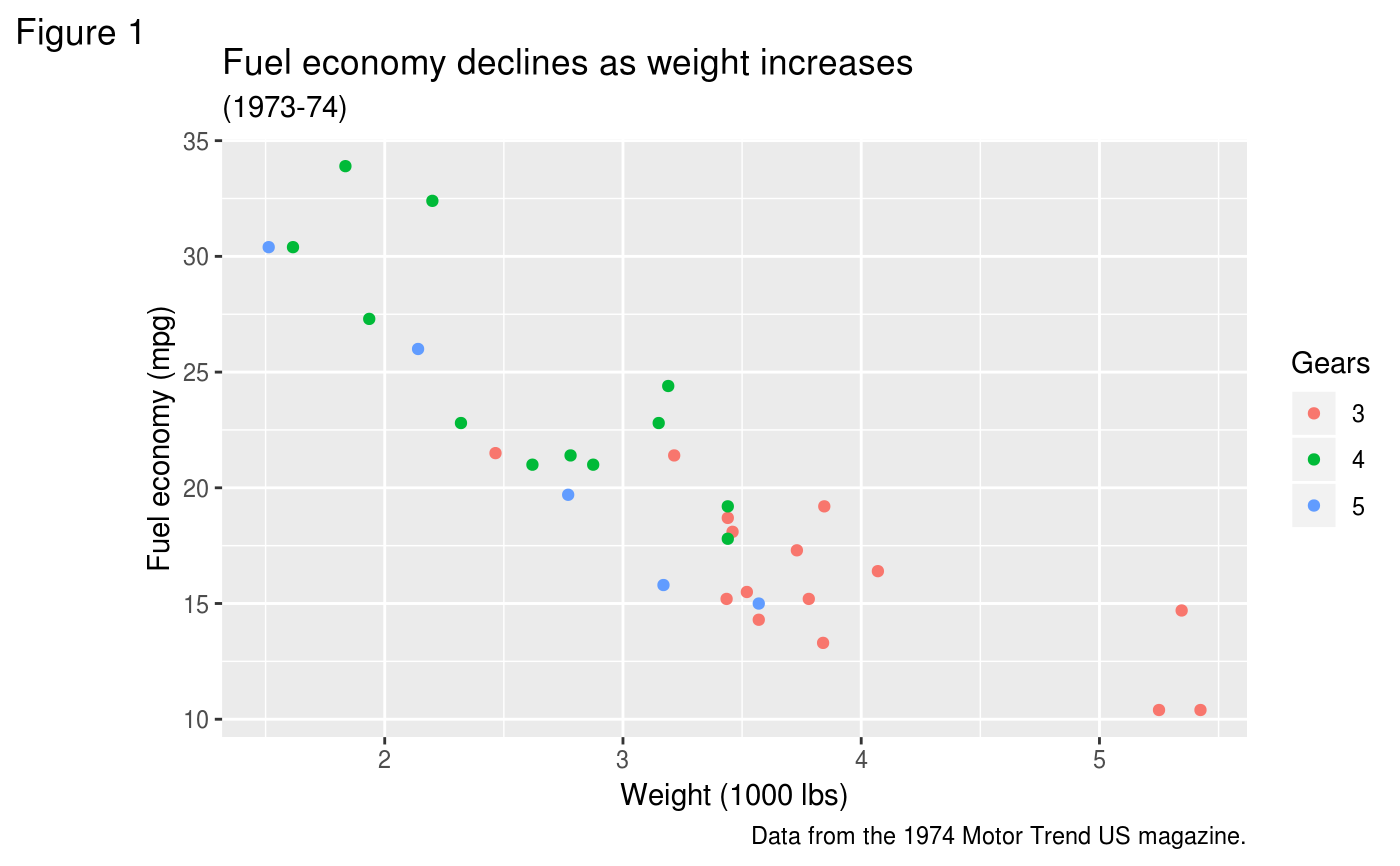 Figure 1
Fuel economy declines as weight increases
(1973-74)
Fuel economy (mpg)
35
30
25
20
15
10
2 3 4 5
Weight (1000 lbs)
Gears
3
4
5
Data from the 1974 Motor Trend US magazine.